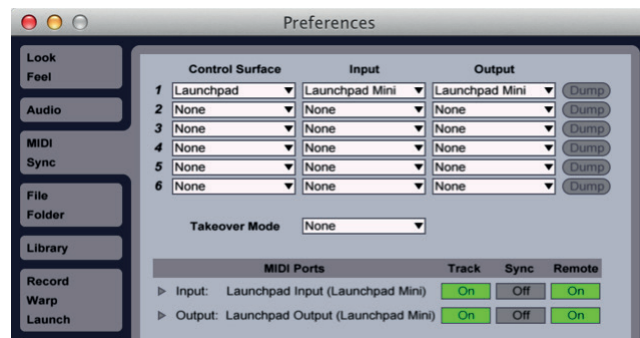 Preferences
Look
Feel
Audio
MIDI
Sync
File
Folder
Library
Record
Warp
Launch
Control Surface Input Output
1 Launchpad Launchpad Mini Launchpad Mini Dump
2 None None None Dump
3 None None None Dump
4 None None None Dump
5 None None None Dump
6 None None None Dump
Takeover Mode None
MIDI Ports Track Sync Remote
Input: Launchpad Input (Launchpad Mini) On Off On
Output: Launchpad Output (Launchpad Mini) On Off On